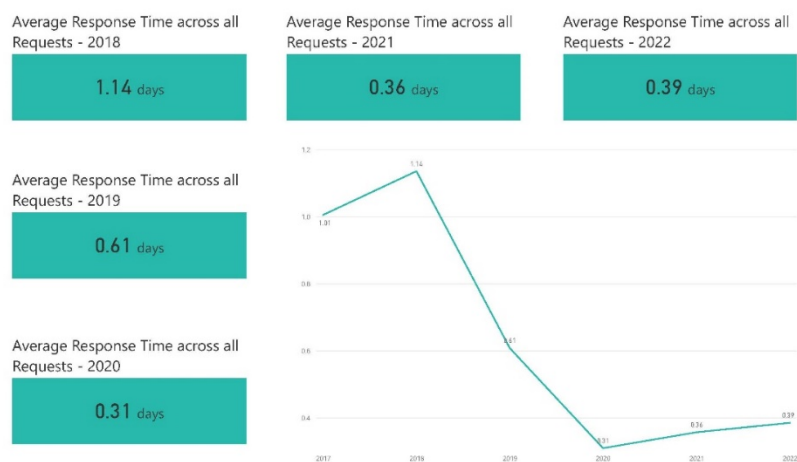 Average Response Time across all
Requests - 2018
1.14 days
Average Response Time across all
Requests - 2021
0.36 days
Average Response Time across all
Requests - 2022
0.39 days
Average Response Time across all
Requests - 2019
0.61 days
Average Response Time across all
Requests - 2020
0.31 days
1.2
1.0
0.8
0.6
0.4
1.01
1.14
0.61
0.31
0.36
0.39
2017
2018
2019
2020
2021
2022